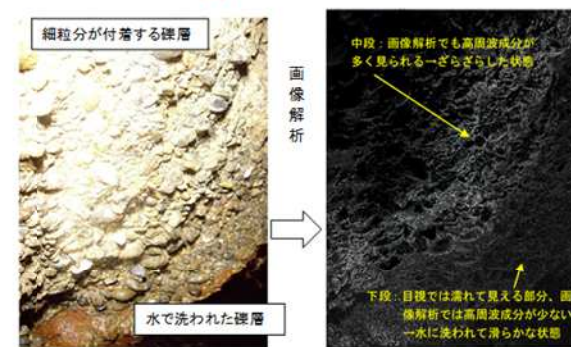 細粒分が付着する礫層
水で洗われた礫層
画
像
解
析
中段：画像解析でも高周波成分が
多く見られる→ざらざらした状態
下段：目視では濡れて見える部分、画
像解析では高周波成分が少ない
→水に洗われて滑らかな状態